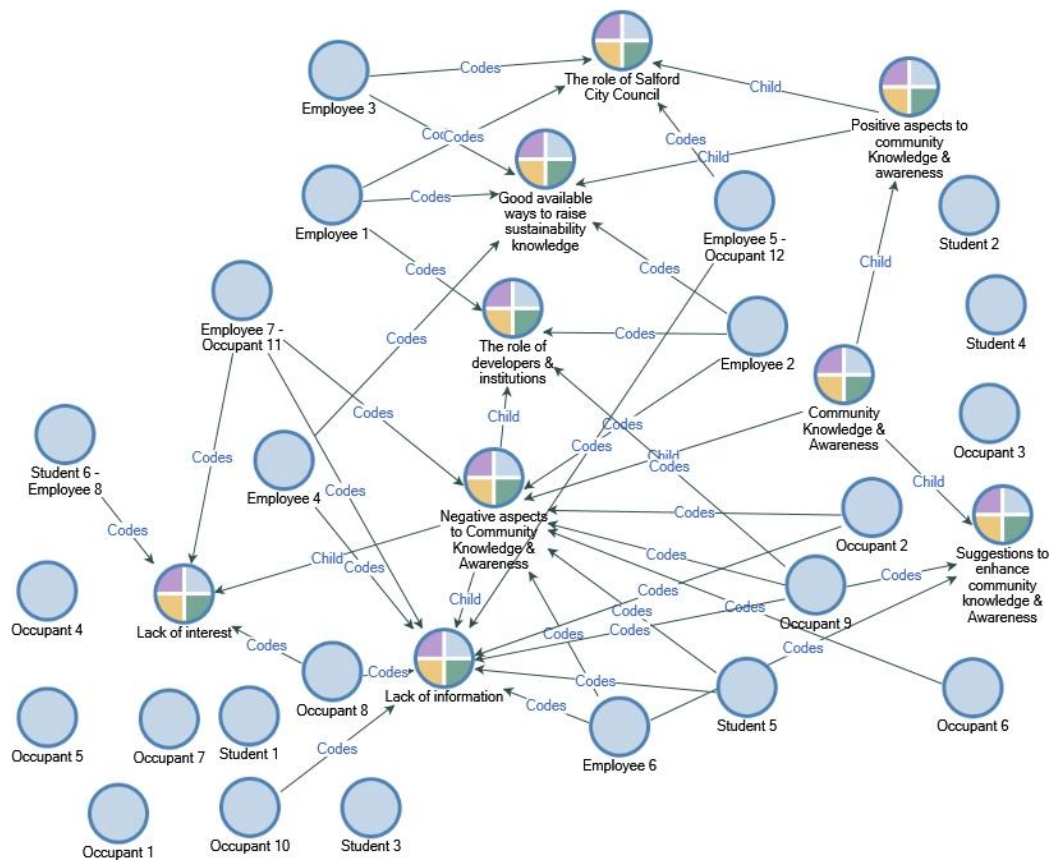 Employee 3
Codes
The role of Salford
City Council
Child
Positive aspects to
community
Knowledge &
awareness
Codes
Codes
Codes
Child
Employee 1
Codes
Good available
ways to raise
sustainability
knowledge
Employee 5 -
Occupant 12
Student 2
Codes
Codes
Child
Employee 7 -
Occupant 11
Codes
The role of
developers &
institutions
Codes
Employee 2
Student 4
Child
Codes
Codes
Codes
Child
Codes
Community
Knowledge &
Awareness
Occupant 3
Child
Student 6 -
Employee 8
Codes
Employee 4
Codes
Codes
Negative aspects
to Community
Knowledge &
Awareness
Codes
Occupant 2
Suggestions to
enhance
community
knowledge &
Awareness
Codes
Child
Codes
Occupant 4
Lack of interest
Child
Codes
Codes
Codes
Occupant 9
Codes
Codes
Codes
Codes
Codes
Occupant 8
Codes
Lack of information
Codes
Codes
Student 5
Occupant 6
Occupant 5
Occupant 7
Student 1
Codes
Employee 6
Occupant 1
Occupant 10
Student 3